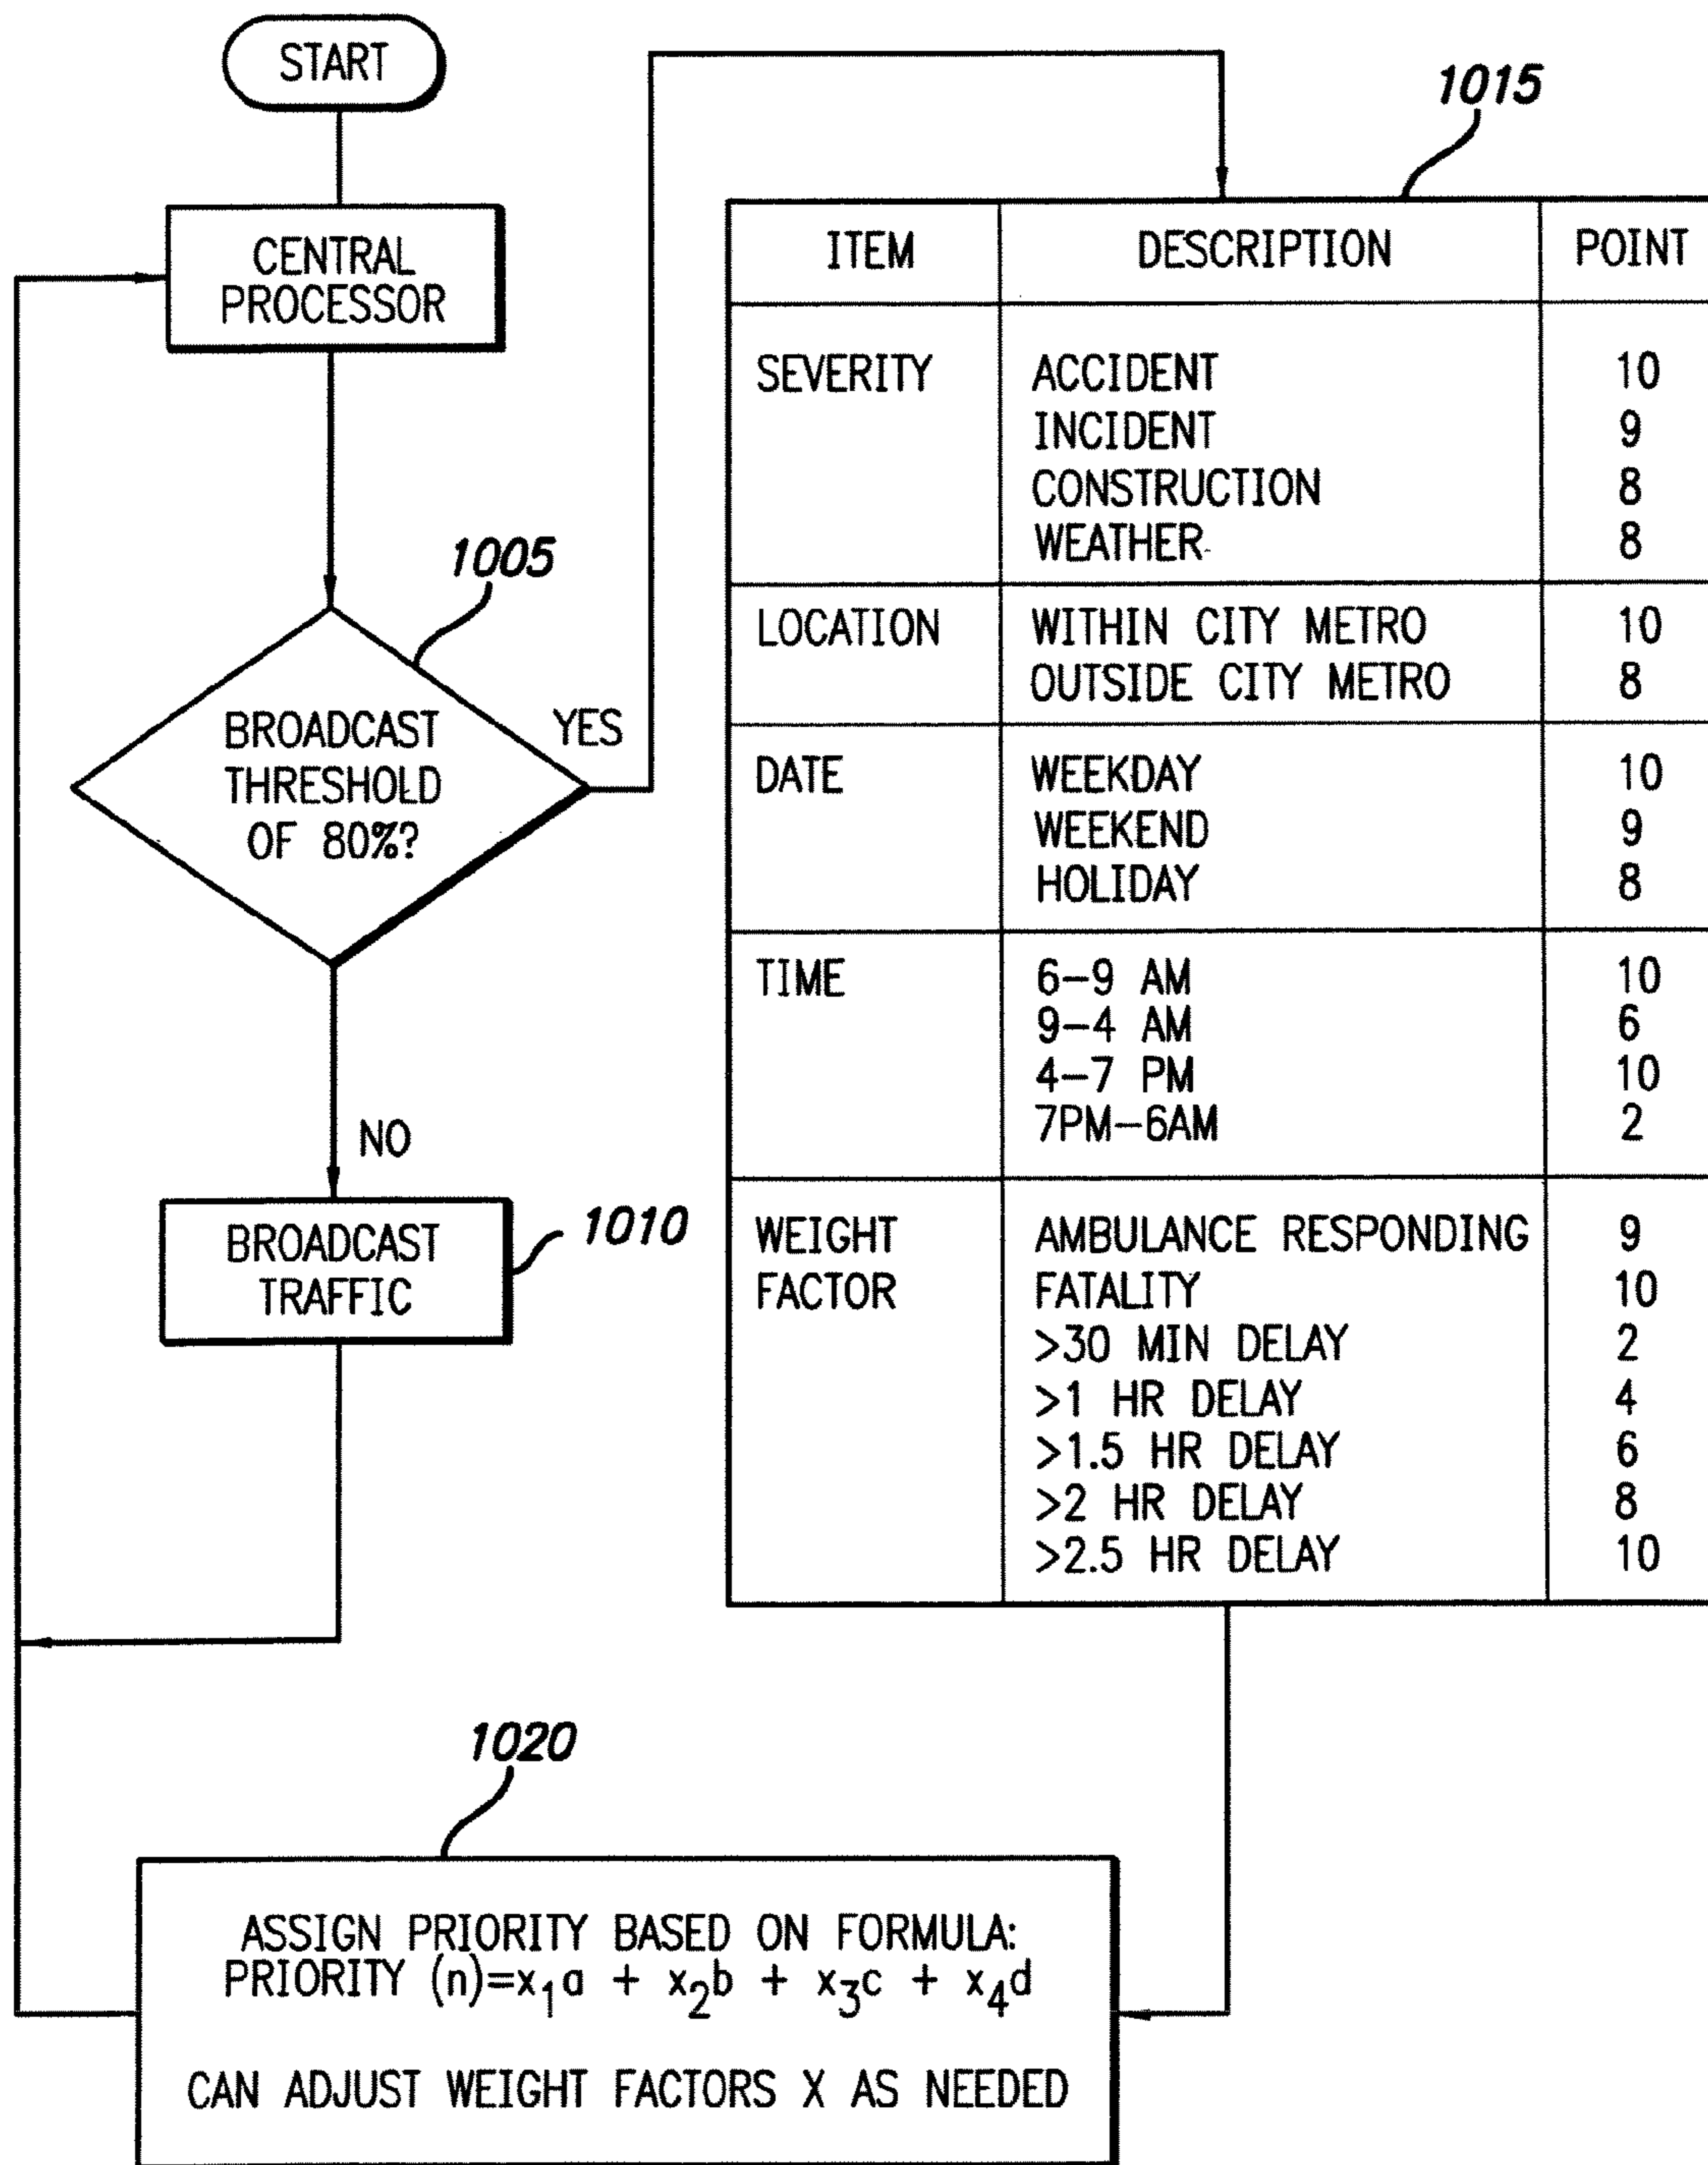 START
CENTRAL
PROCESSOR
1005
BROADCAST
THRESHOLD
OF 80%?
YES
NO
BROADCAST
TRAFFIC
1010
1015
ITEM DESCRIPTION POINT
SEVERITY ACCIDENT 10
INCIDENT 9
CONSTRUCTION 8
WEATHER 8
LOCATION WITHIN CITY METRO 10
OUTSIDE CITY METRO 8
DATE WEEKDAY 10
WEEKEND 9
HOLIDAY 8
TIME 6–9 AM 10
9–4 AM 6
4–7 PM 10
7PM–6AM 2
WEIGHT AMBULANCE RESPONDING 9
FACTOR FATALITY 10
>30 MIN DELAY 2
>1 HR DELAY 4
>1.5 HR DELAY 6
>2 HR DELAY 8
>2.5 HR DELAY 10
1020
ASSIGN PRIORITY BASED ON FORMULA:
PRIORITY (n)=x₁a + x₂b + x₃c + x₄d
CAN ADJUST WEIGHT FACTORS X AS NEEDED